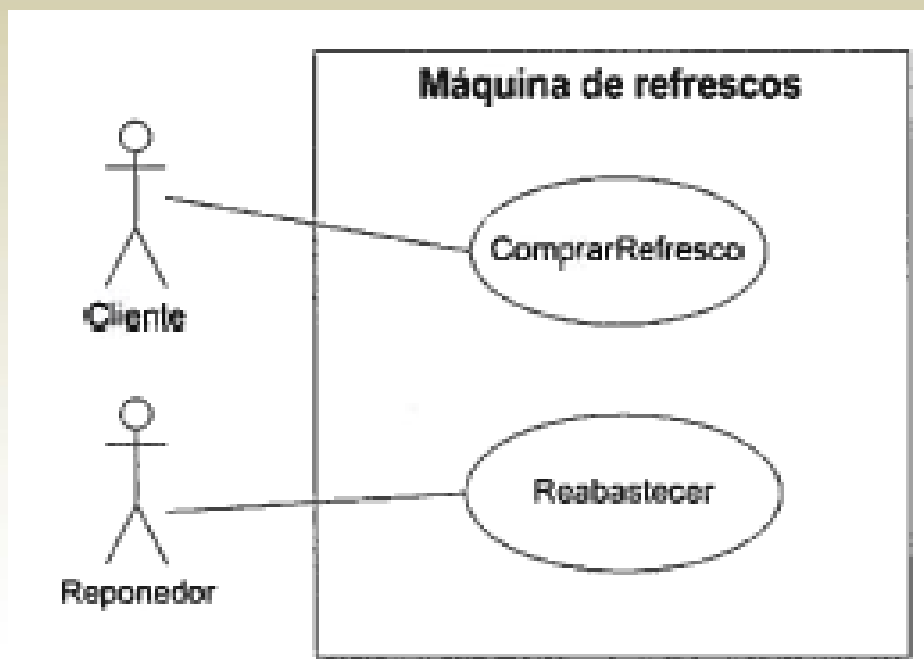 Máquina de refrescos
ComprarRefresco
Cliente
Reabastecer
Reponedor